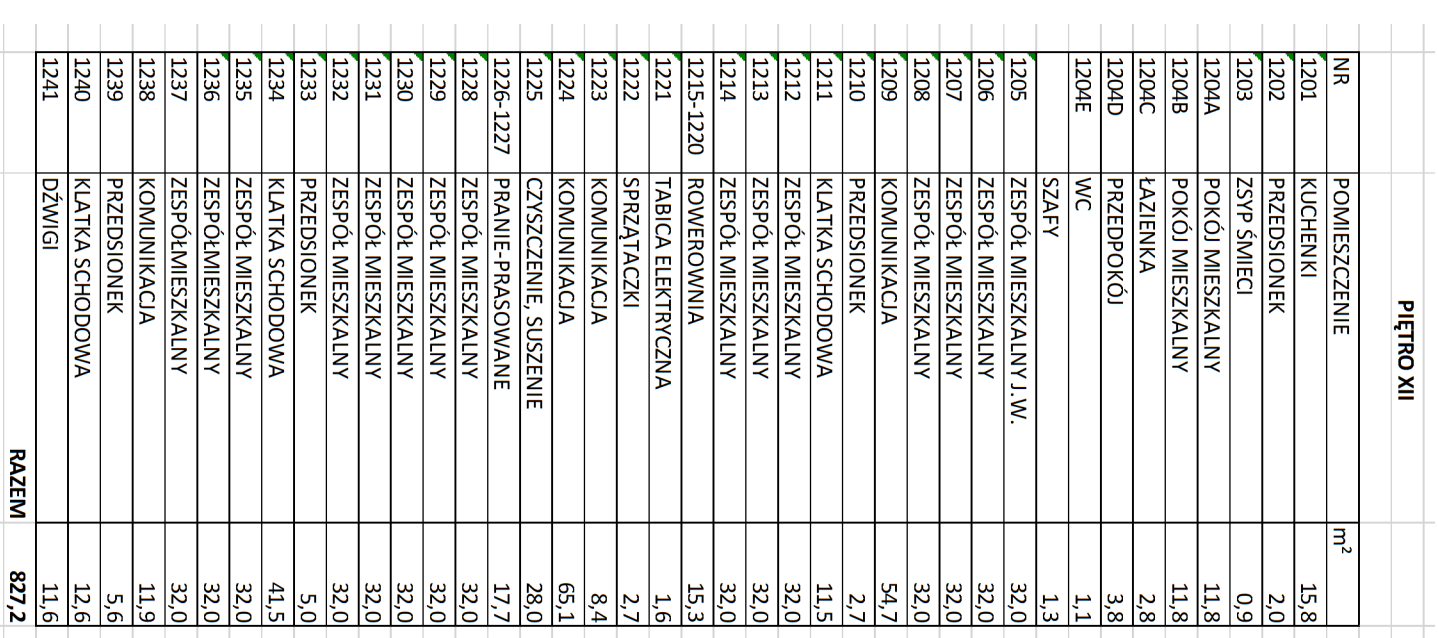 PIĘTRO XII
NR POMIESZCZENIE m²
1201 KUCHENKI 15,8
1202 PRZEDSIONEK 2,0
1203 ZSYP ŚMIECI 0,9
1204A POKÓJ MIESZKALNY 11,8
1204B POKÓJ MIESZKALNY 11,8
1204C ŁAZIENKA 2,8
1204D PRZEDPOKÓJ 3,8
1204E WC 1,1
SZAFY 1,3
1205 ZESPÓŁ MIESZKALNY J.W. 32,0
1206 ZESPÓŁ MIESZKALNY 32,0
1207 ZESPÓŁ MIESZKALNY 32,0
1208 ZESPÓŁ MIESZKALNY 32,0
1209 KOMUNIKACJA 54,7
1210 PRZEDSIONEK 2,7
1211 KLATKA SCHODOWA 11,5
1212 ZESPÓŁ MIESZKALNY 32,0
1213 ZESPÓŁ MIESZKALNY 32,0
1214 ZESPÓŁ MIESZKALNY 32,0
1215-1220 ROWEROWNIA 15,3
1221 TABICA ELEKTRYCZNA 1,6
1222 SPRZĄTACZKI 2,7
1223 KOMUNIKACJA 8,4
1224 KOMUNIKACJA 65,1
1225 CZYSZCZENIE, SUSZENIE 28,0
1226-1227 PRANIE-PRASOWANE 17,7
1228 ZESPÓŁ MIESZKALNY 32,0
1229 ZESPÓŁ MIESZKALNY 32,0
1230 ZESPÓŁ MIESZKALNY 32,0
1231 ZESPÓŁ MIESZKALNY 32,0
1232 ZESPÓŁ MIESZKALNY 32,0
1233 PRZEDSIONEK 5,0
1234 KLATKA SCHODOWA 41,5
1235 ZESPÓŁ MIESZKALNY 32,0
1236 ZESPÓŁMIESZKALNY 32,0
1237 ZESPÓŁ MIESZKALNY 32,0
1238 KOMUNIKACJA 11,9
1239 PRZEDSIONEK 5,6
1240 KLATKA SCHODOWA 12,6
1241 DŹWIGI 11,6
RAZEM 827,2